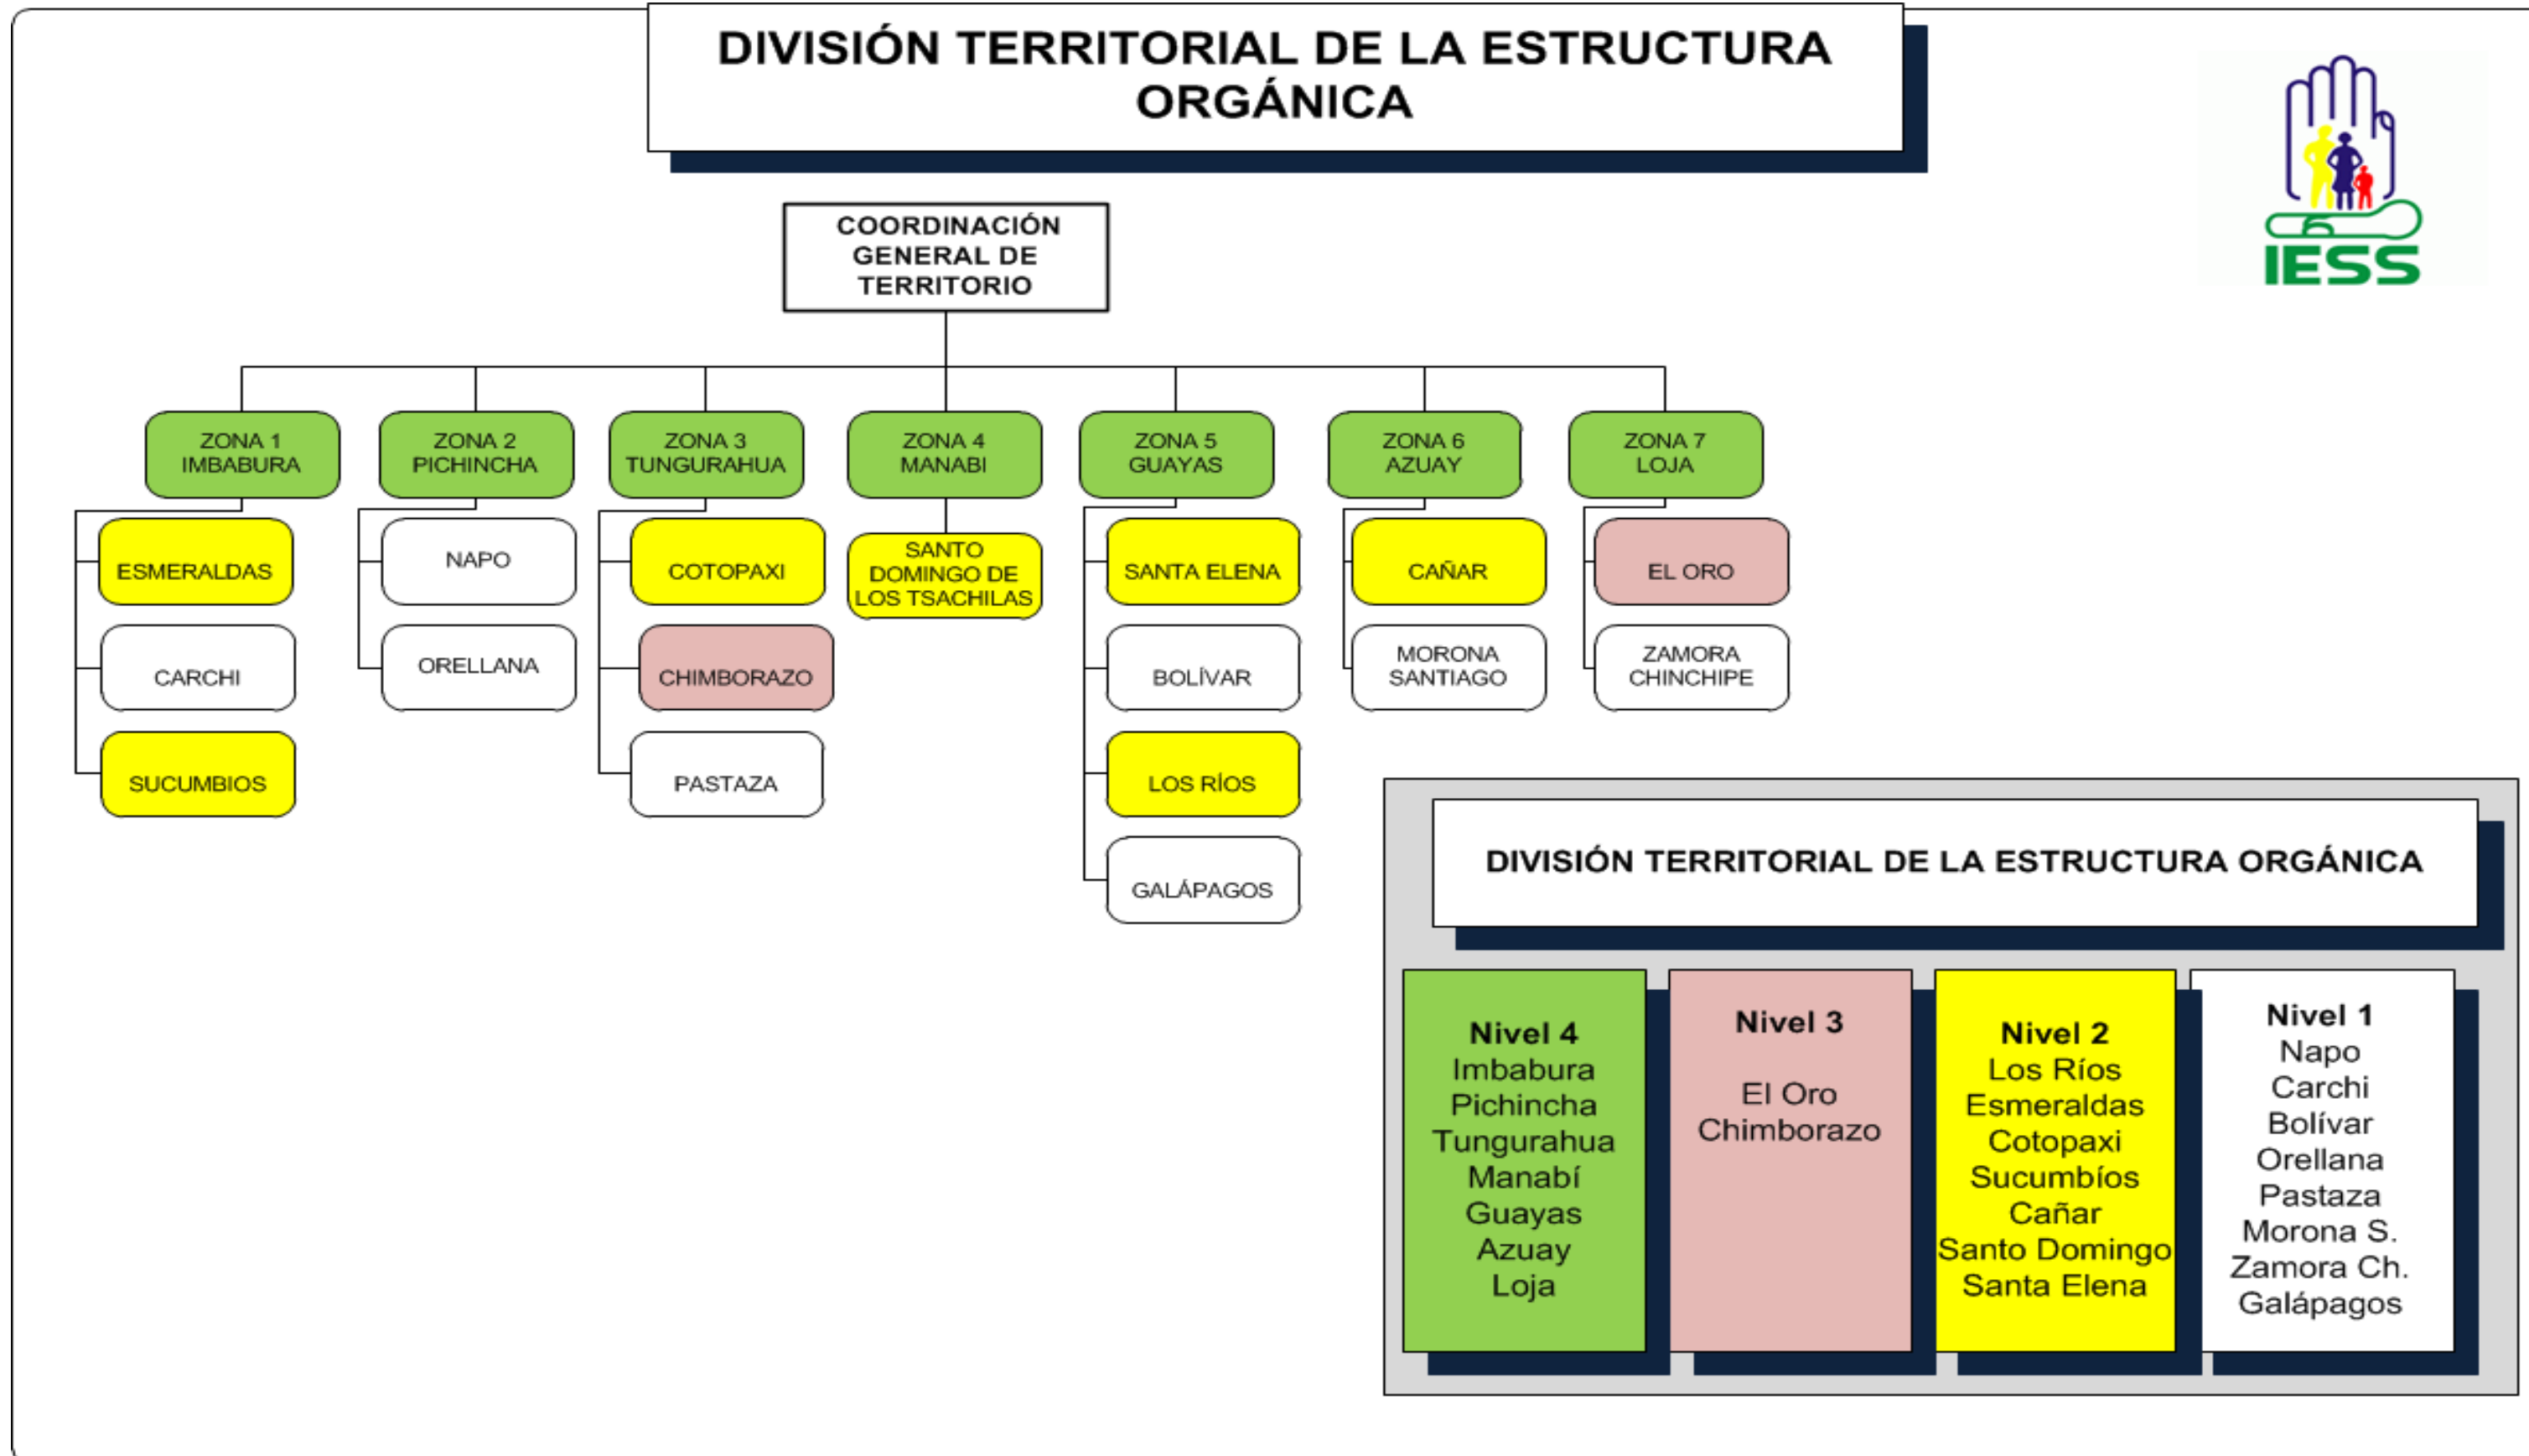 DIVISIÓN TERRITORIAL DE LA ESTRUCTURA
ORGÁNICA
IESS
COORDINACIÓN
GENERAL DE
TERRITORIO
ZONA 1
IMBABURA
ESMERALDAS
CARCHI
SUCUMBIOS
ZONA 2
PICHINCHA
NAPO
ORELLANA
ZONA 3
TUNGURAHUA
COTOPAXI
CHIMBORAZO
PASTAZA
ZONA 4
MANABI
SANTO
DOMINGO DE
LOS TSACHILAS
ZONA 5
GUAYAS
SANTA ELENA
BOLÍVAR
LOS RÍOS
GALÁPAGOS
ZONA 6
AZUAY
CAÑAR
MORONA
SANTIAGO
ZONA 7
LOJA
EL ORO
ZAMORA
CHINCHIPE
DIVISIÓN TERRITORIAL DE LA ESTRUCTURA ORGÁNICA
Nivel 4
Imbabura
Pichincha
Tungurahua
Manabí
Guayas
Azuay
Loja
Nivel 3
El Oro
Chimborazo
Nivel 2
Los Ríos
Esmeraldas
Cotopaxi
Sucumbíos
Cañar
Santo Domingo
Santa Elena
Nivel 1
Napo
Carchi
Bolívar
Orellana
Pastaza
Morona S.
Zamora Ch.
Galápagos